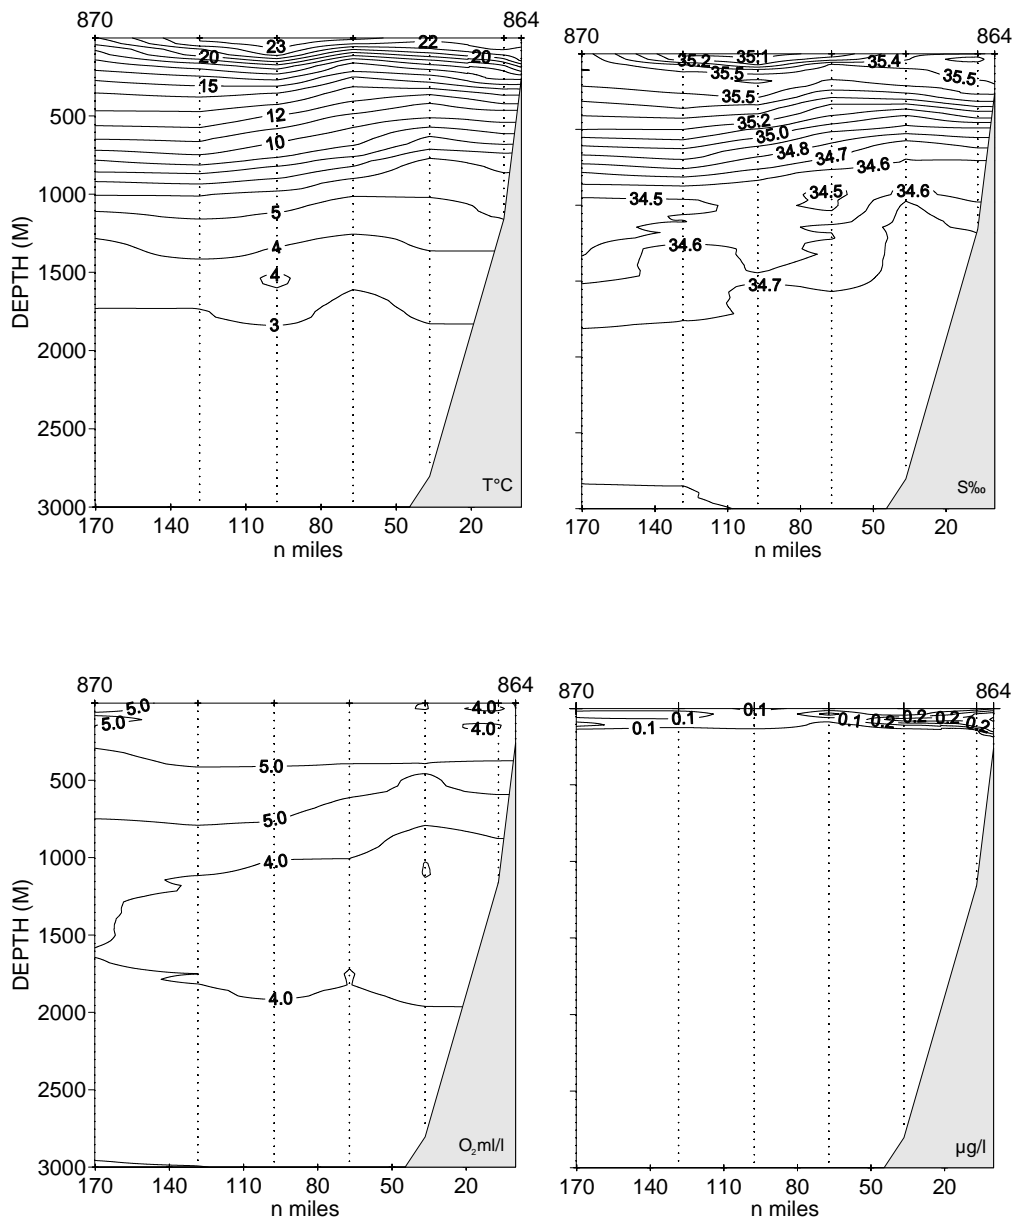 870 864
23 22
20 20
15
500
12
10
1000
5
4
1500
4
3
2000
2500
3000
T°C
170 140 110 80 50 20
n miles
DEPTH (M)
870 864
35.2 35.1 35.4
35.5 35.5
35.5
35.2
35.0
34.8 34.7
34.6
34.5 34.5 34.6
34.6
34.7
S‰
170 140 110 80 50 20
n miles
870 864
5.0 4.0
5.0 4.0
5.0
500
5.0
1000
4.0
1500
4.0
2000
2500
3000
O₂ml/l
170 140 110 80 50 20
n miles
DEPTH (M)
870 864
0.1 0.1 0.1 0.2 0.2 0.2 0.2
0.1
µg/l
170 140 110 80 50 20
n miles